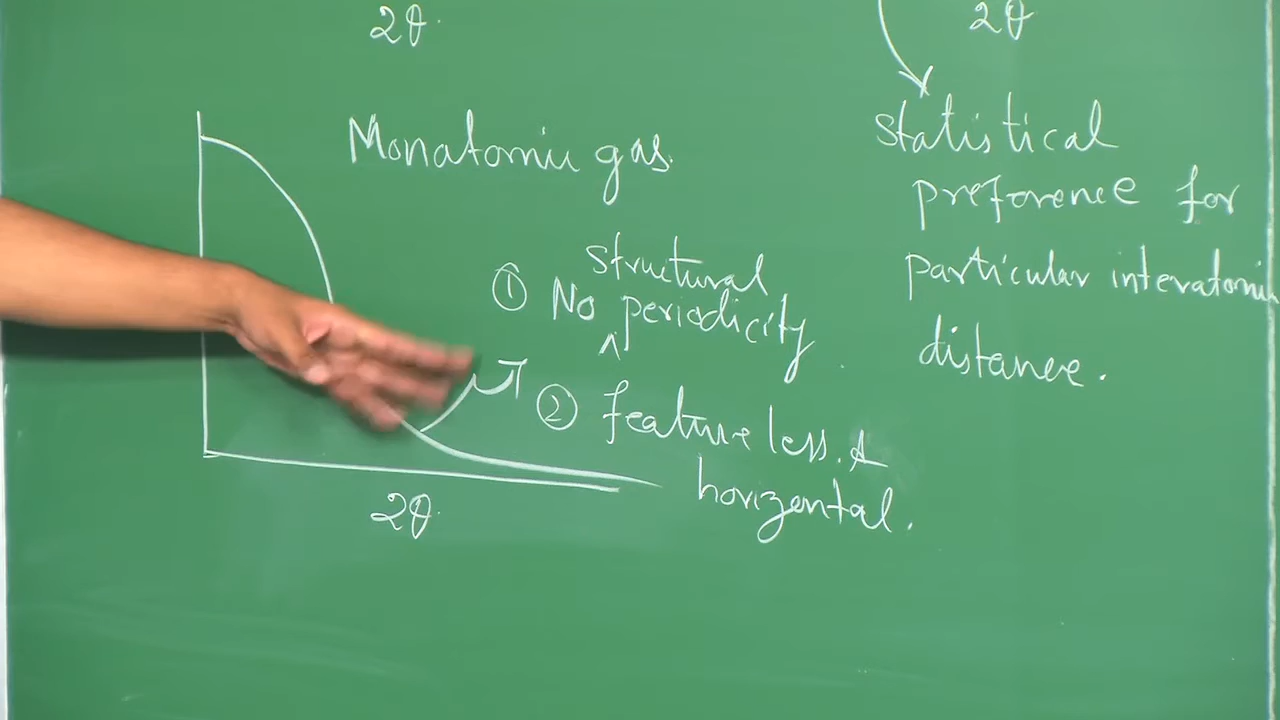 2θ
2θ
Monatomic gas.
statistical
preference for
particular interatomic
distance.
① No structural periodicity
② featureless &
horizontal.
2θ